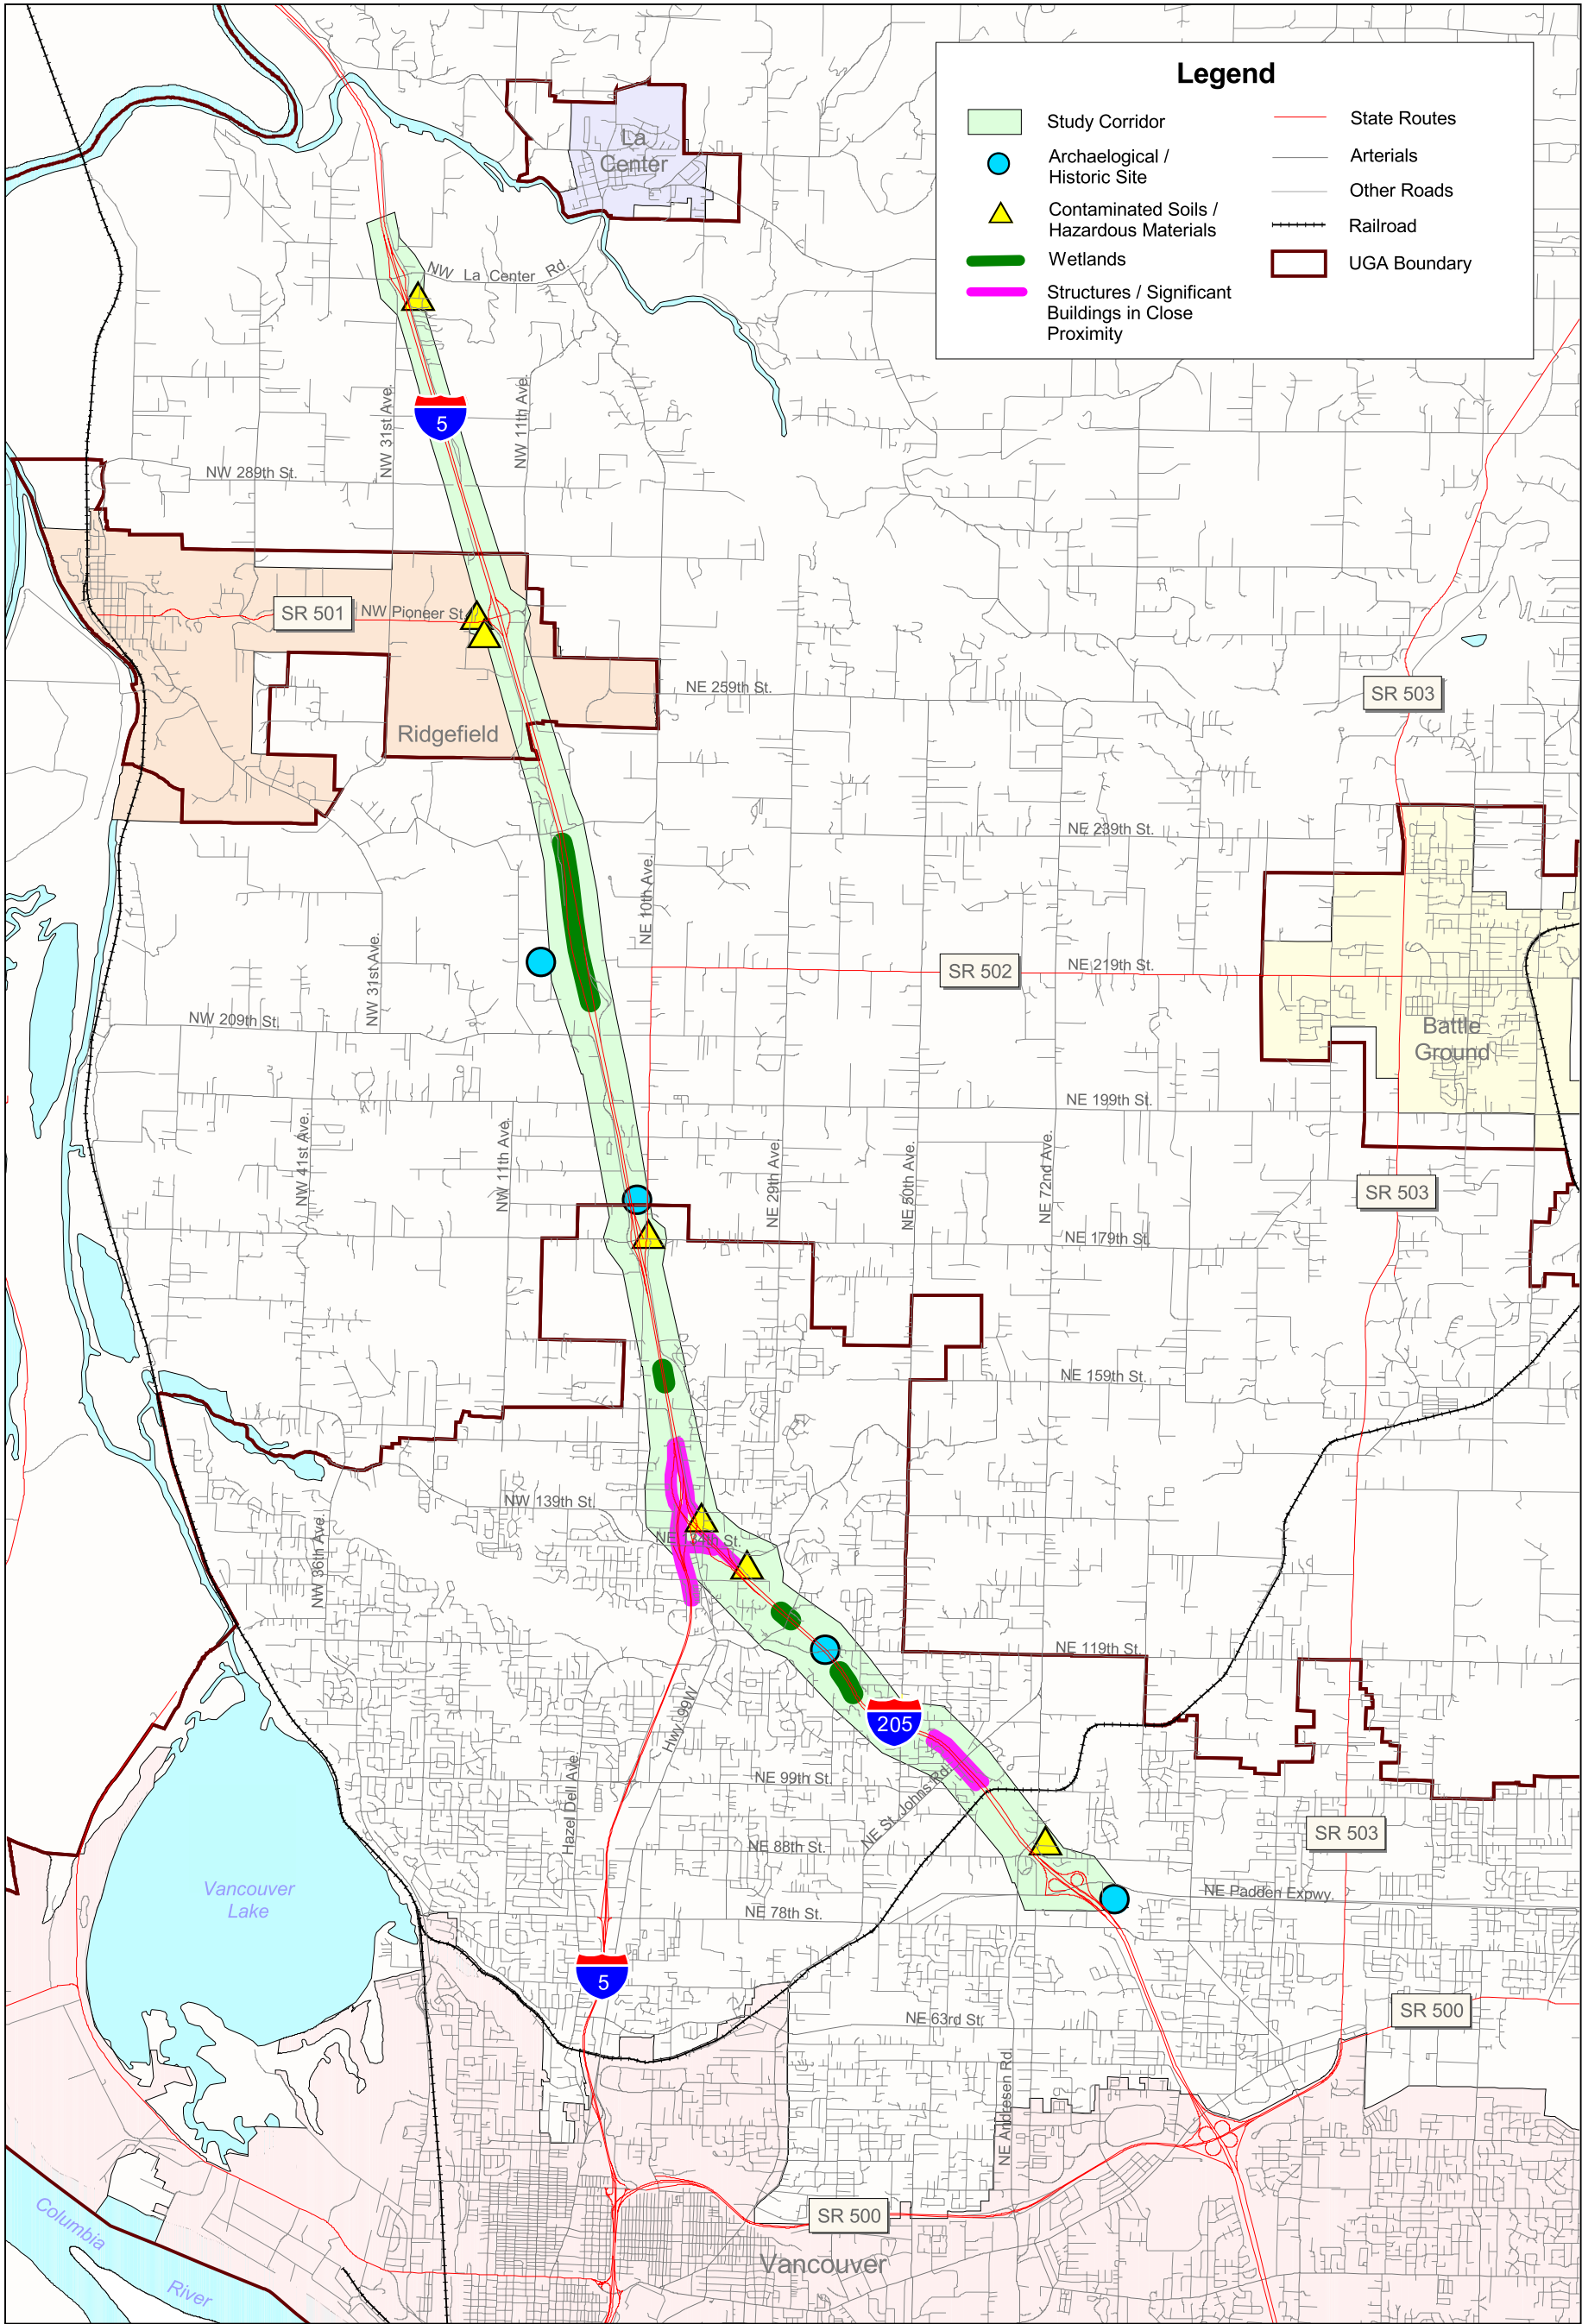 Legend
Study Corridor
Archaelogical /
Historic Site
Contaminated Soils /
Hazardous Materials
Wetlands
Structures / Significant
Buildings in Close
Proximity
State Routes
Arterials
Other Roads
Railroad
UGA Boundary
La
Center
NW La Center Rd.
5
NW 31st Ave.
NW 11th Ave.
NW 289th St.
SR 501
NW Pioneer St.
NE 259th St.
SR 503
Ridgefield
NE 239th St.
NE 10th Ave.
SR 502
NE 219th St.
NW 31st Ave.
NW 209th St.
Battle
Ground
NE 199th St.
NW 41st Ave.
NW 11th Ave.
NE 29th Ave.
NE 50th Ave.
NE 72nd Ave.
SR 503
NE 179th St.
NE 159th St.
NW 139th St.
NE 134th St.
NW 36th Ave.
NE 119th St.
205
Hwy. 99W
NE 99th St.
Hazel Dell Ave.
NE St. Johns Rd.
NE 88th St.
SR 503
Vancouver
Lake
NE Padden Expwy.
NE 78th St.
5
SR 500
NE 63rd St.
NE Andresen Rd.
SR 500
Columbia
River
Vancouver